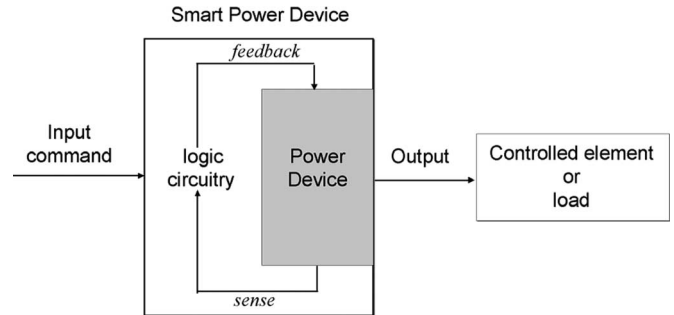 Smart Power Device
feedback
Input
command
logic
circuitry
Power
Device
Output
Controlled element
or
load
sense